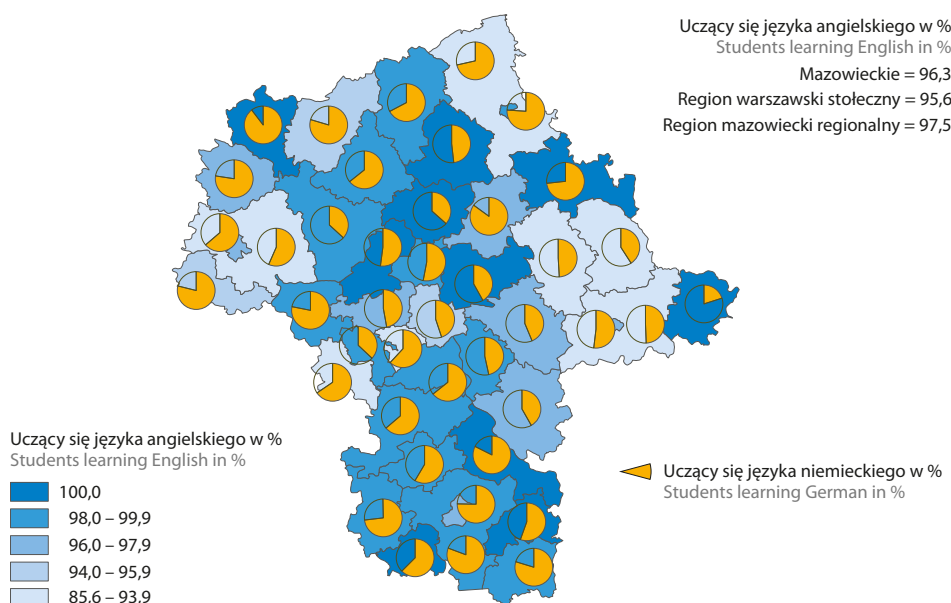 Uczący się języka angielskiego w %
Students learning English in %
Mazowieckie = 96,3
Region warszawski stołeczny = 95,6
Region mazowiecki regionalny = 97,5
Uczący się języka angielskiego w %
Students learning English in %
100,0
98,0 – 99,9
96,0 – 97,9
94,0 – 95,9
85,6 – 93,9
Uczący się języka niemieckiego w %
Students learning German in %